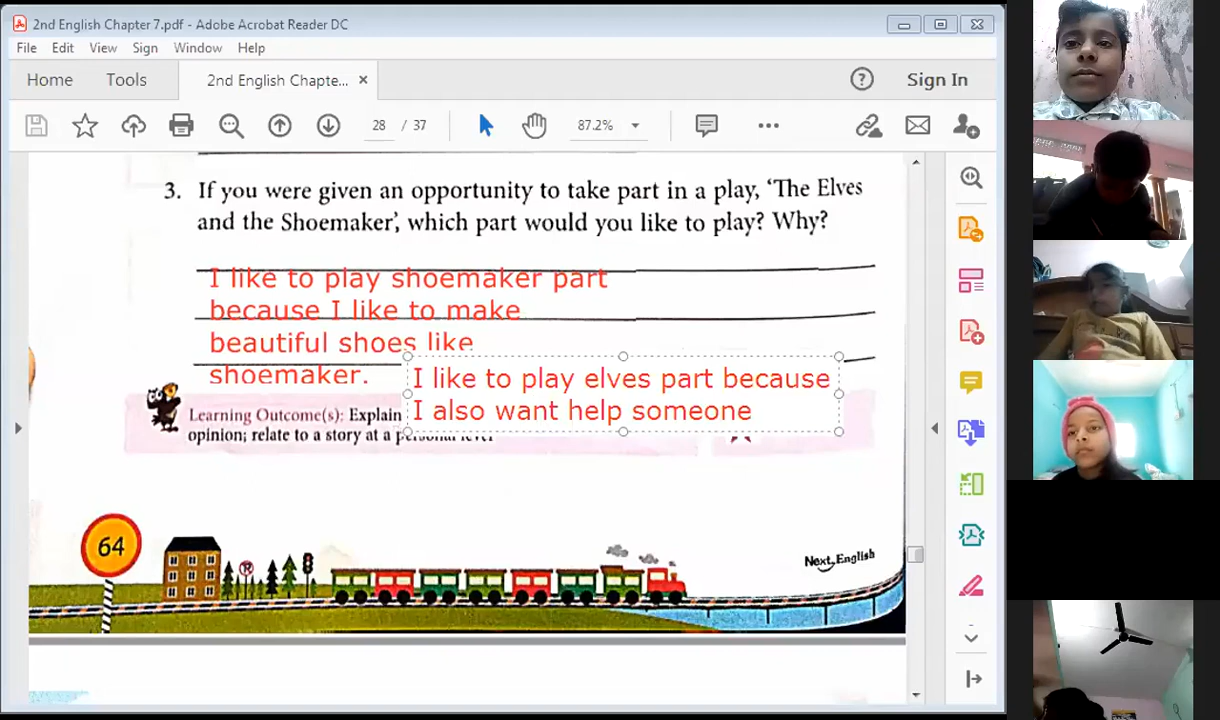 2nd English Chapter 7.pdf - Adobe Acrobat Reader DC
File Edit View Sign Window Help
Home Tools 2nd English Chapte... × Sign In
28 / 37 87.2%
3. If you were given an opportunity to take part in a play, ‘The Elves
and the Shoemaker’, which part would you like to play? Why?
I like to play shoemaker part
because I like to make
beautiful shoes like
shoemaker.
I like to play elves part because
I also want help someone
Learning Outcome(s): Explain
opinion; relate to a story at a personal level
64
Next English